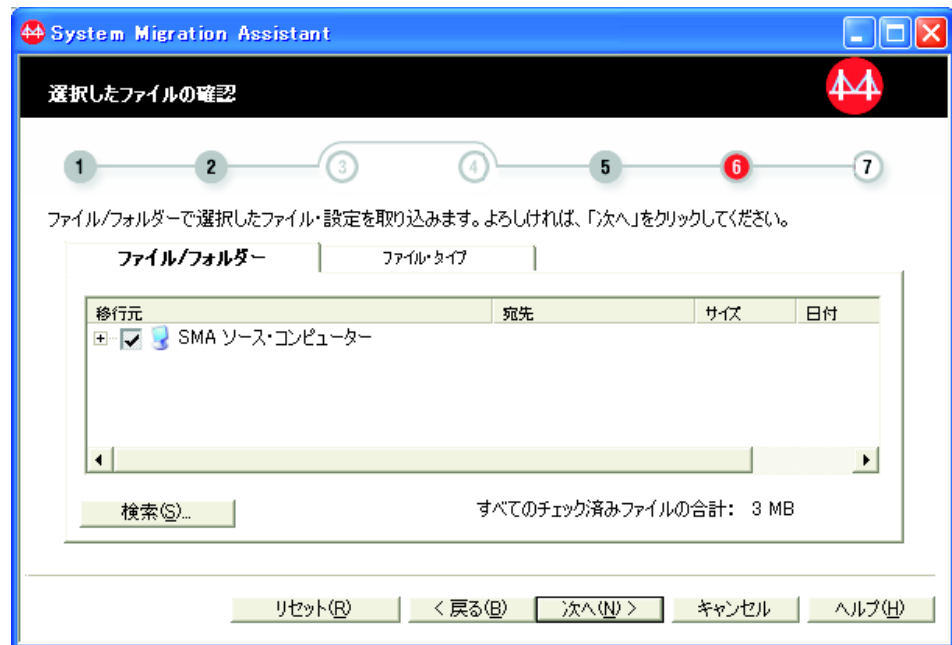 System Migration Assistant
選択したファイルの確認
1 2 3 4 5 6 7
ファイル/フォルダーで選択したファイル・設定を取り込みます。よろしければ、「次へ」をクリックしてください。
ファイル/フォルダー ファイル・タイプ
移行元 宛先 サイズ 日付
SMA ソース・コンピューター
検索(S)... すべてのチェック済みファイルの合計: 3 MB
リセット(R) < 戻る(B) 次へ(N) > キャンセル ヘルプ(H)